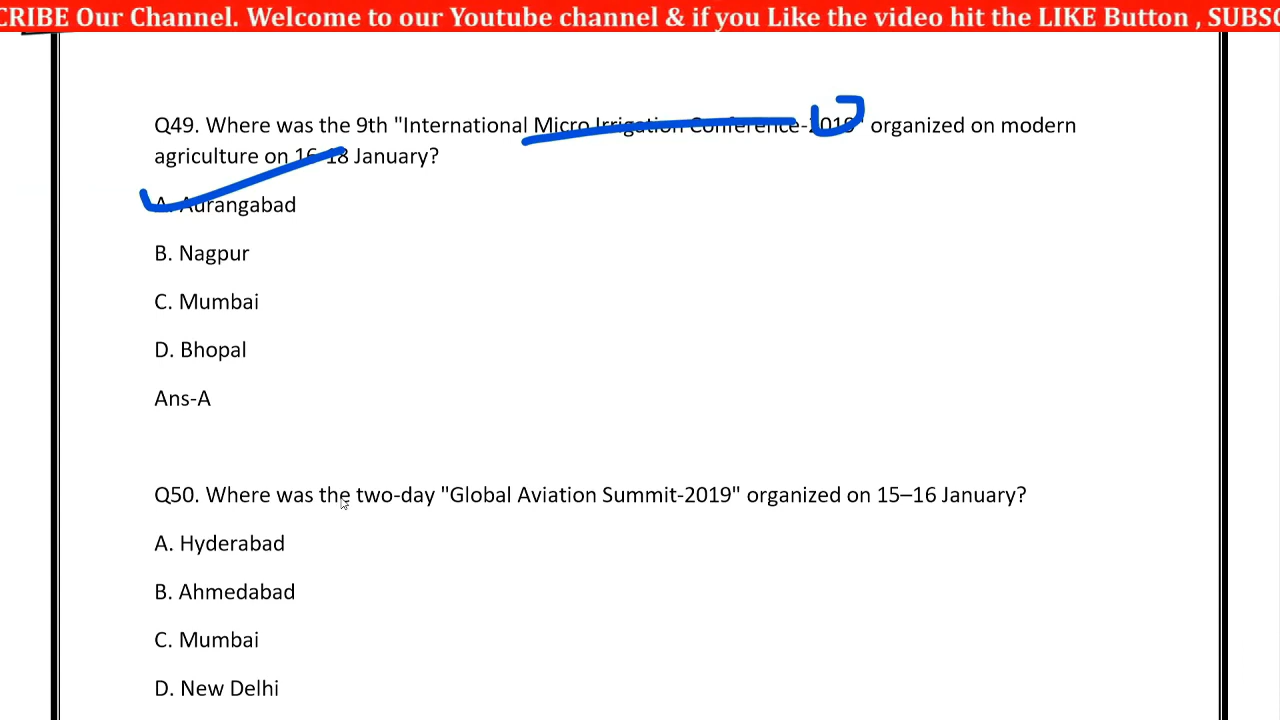 CRIBE Our Channel. Welcome to our Youtube channel & if you Like the video hit the LIKE Button , SUBSC
Q49. Where was the 9th "International Micro Irrigation Conference-2019" organized on modern
agriculture on 16-18 January?
A. Aurangabad
B. Nagpur
C. Mumbai
D. Bhopal
Ans-A
Q50. Where was the two-day "Global Aviation Summit-2019" organized on 15–16 January?
A. Hyderabad
B. Ahmedabad
C. Mumbai
D. New Delhi